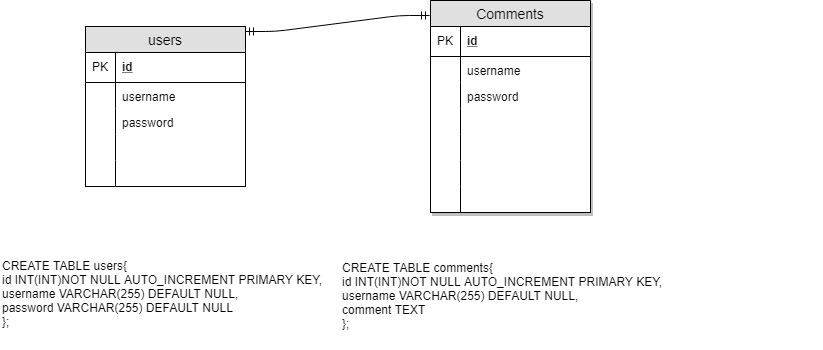 users
PK id
username
password
Comments
PK id
username
password
CREATE TABLE users{
id INT(INT)NOT NULL AUTO_INCREMENT PRIMARY KEY,
username VARCHAR(255) DEFAULT NULL,
password VARCHAR(255) DEFAULT NULL
};
CREATE TABLE comments{
id INT(INT)NOT NULL AUTO_INCREMENT PRIMARY KEY,
username VARCHAR(255) DEFAULT NULL,
comment TEXT
};